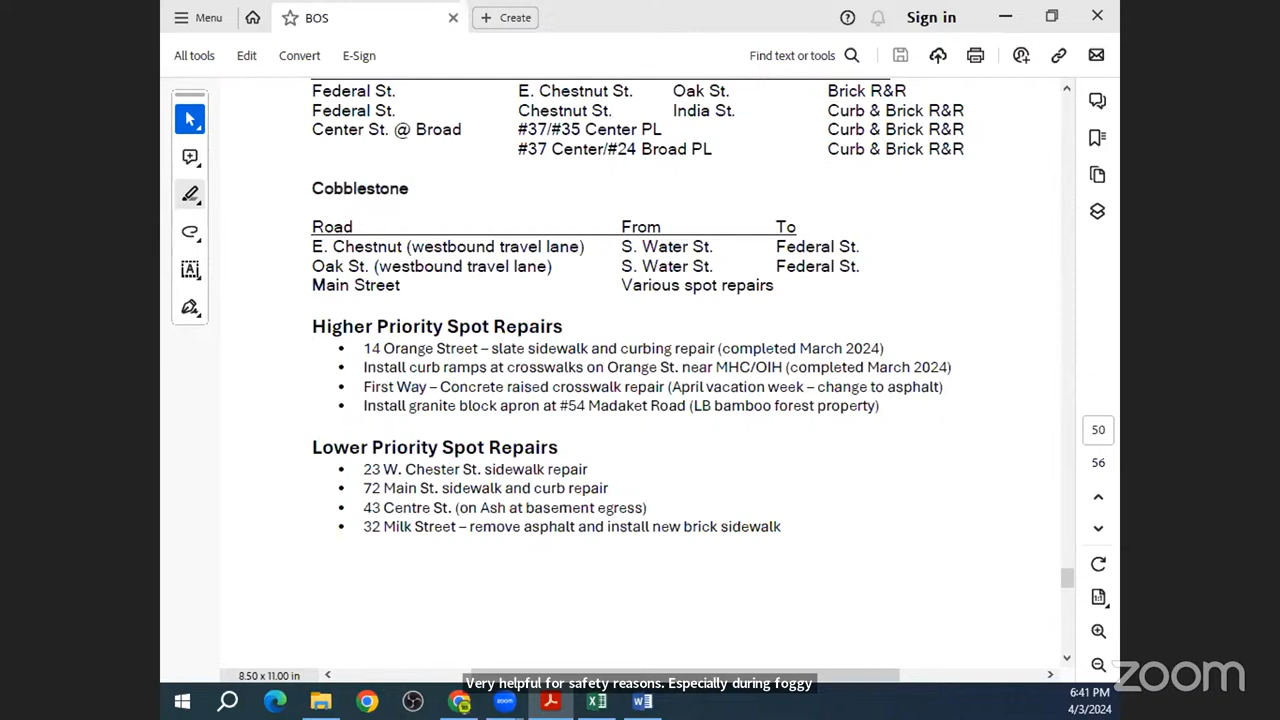 Menu BOS Create Sign in
All tools Edit Convert E-Sign Find text or tools
Federal St. E. Chestnut St. Oak St. Brick R&R
Federal St. Chestnut St. India St. Curb & Brick R&R
Center St. @ Broad #37/#35 Center PL Curb & Brick R&R
#37 Center/#24 Broad PL Curb & Brick R&R
Cobblestone
Road From To
E. Chestnut (westbound travel lane) S. Water St. Federal St.
Oak St. (westbound travel lane) S. Water St. Federal St.
Main Street Various spot repairs
Higher Priority Spot Repairs
• 14 Orange Street – slate sidewalk and curbing repair (completed March 2024)
• Install curb ramps at crosswalks on Orange St. near MHC/OIH (completed March 2024)
• First Way – Concrete raised crosswalk repair (April vacation week – change to asphalt)
• Install granite block apron at #54 Madaket Road (LB bamboo forest property)
50
56
Lower Priority Spot Repairs
• 23 W. Chester St. sidewalk repair
• 72 Main St. sidewalk and curb repair
• 43 Centre St. (on Ash at basement egress)
• 32 Milk Street – remove asphalt and install new brick sidewalk
1:1
8.50 x 11.00 in
Very helpful for safety reasons. Especially during foggy
zoom
zoom
6:41 PM
4/3/2024